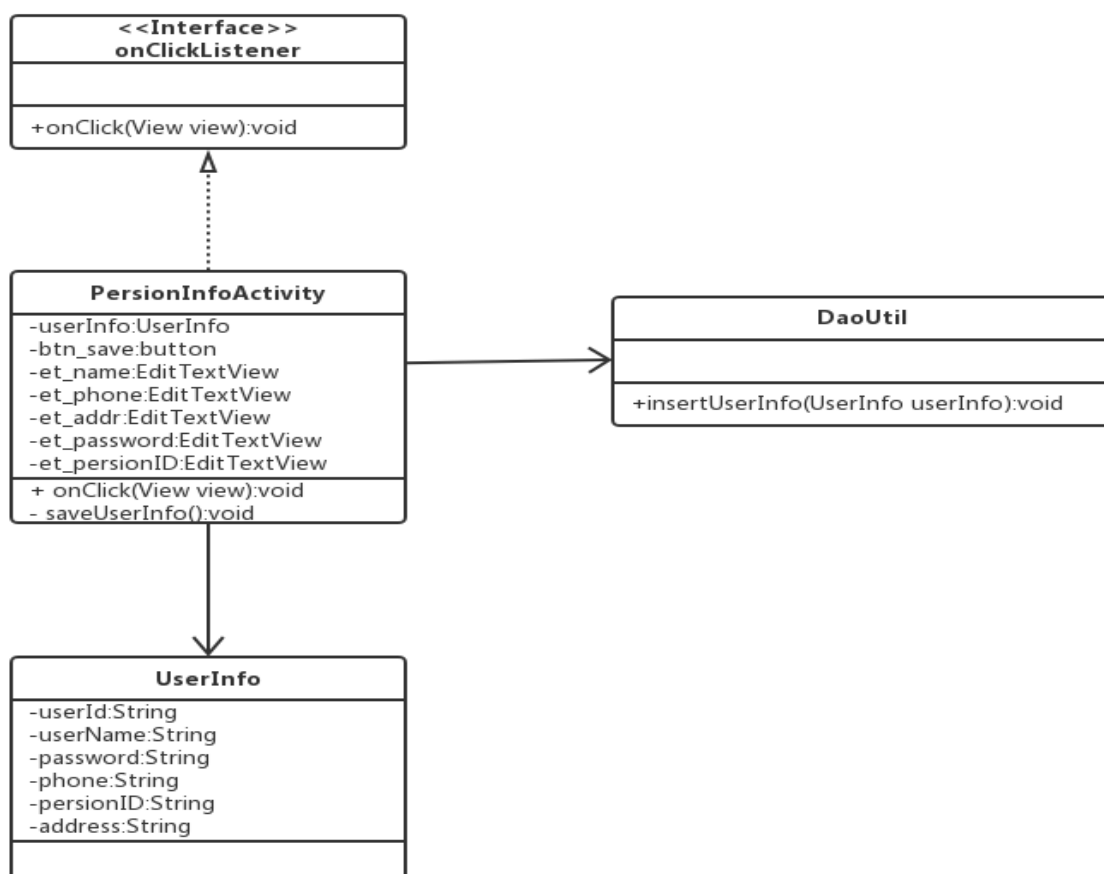 <<Interface>>
onClickListener
+onClick(View view):void
PersionInfoActivity
-userInfo:UserInfo
-btn_save:button
-et_name:EditTextView
-et_phone:EditTextView
-et_addr:EditTextView
-et_password:EditTextView
-et_persionID:EditTextView
+ onClick(View view):void
- saveUserInfo():void
DaoUtil
+insertUserInfo(UserInfo userInfo):void
UserInfo
-userId:String
-userName:String
-password:String
-phone:String
-persionID:String
-address:String